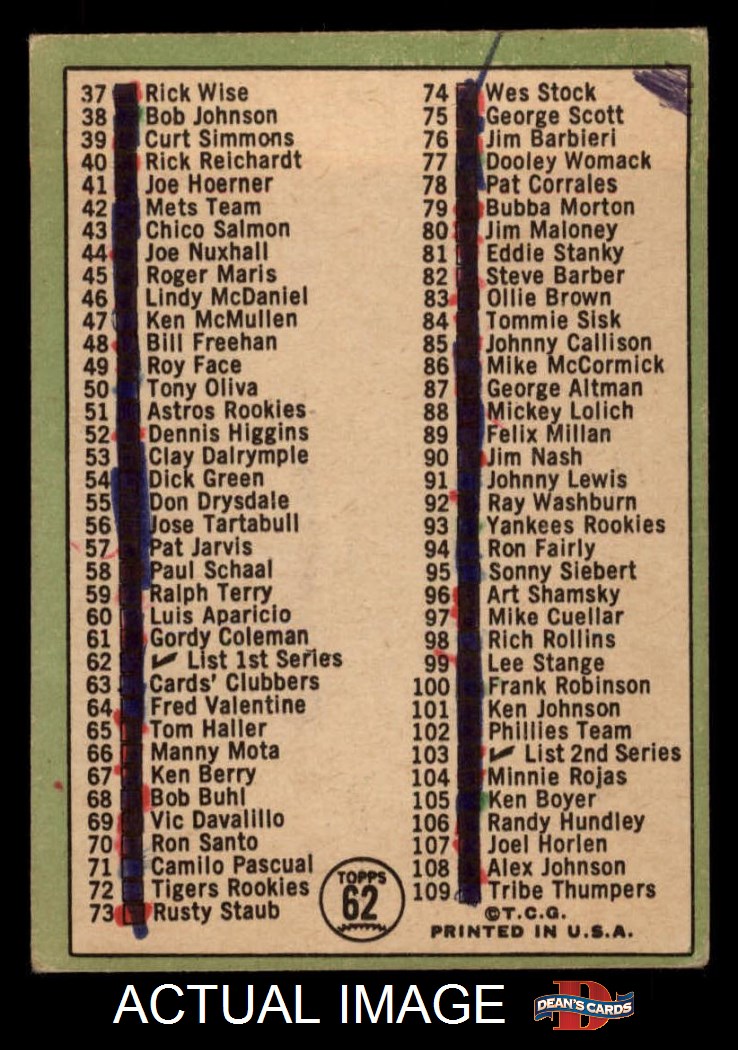 37 Rick Wise
38 Bob Johnson
39 Curt Simmons
40 Rick Reichardt
41 Joe Hoerner
42 Mets Team
43 Chico Salmon
44 Joe Nuxhall
45 Roger Maris
46 Lindy McDaniel
47 Ken McMullen
48 Bill Freehan
49 Roy Face
50 Tony Oliva
51 Astros Rookies
52 Dennis Higgins
53 Clay Dalrymple
54 Dick Green
55 Don Drysdale
56 Jose Tartabull
57 Pat Jarvis
58 Paul Schaal
59 Ralph Terry
60 Luis Aparicio
61 Gordy Coleman
62 ✔ List 1st Series
63 Cards' Clubbers
64 Fred Valentine
65 Tom Haller
66 Manny Mota
67 Ken Berry
68 Bob Buhl
69 Vic Davalillo
70 Ron Santo
71 Camilo Pascual
72 Tigers Rookies
73 Rusty Staub
74 Wes Stock
75 George Scott
76 Jim Barbieri
77 Dooley Womack
78 Pat Corrales
79 Bubba Morton
80 Jim Maloney
81 Eddie Stanky
82 Steve Barber
83 Ollie Brown
84 Tommie Sisk
85 Johnny Callison
86 Mike McCormick
87 George Altman
88 Mickey Lolich
89 Felix Millan
90 Jim Nash
91 Johnny Lewis
92 Ray Washburn
93 Yankees Rookies
94 Ron Fairly
95 Sonny Siebert
96 Art Shamsky
97 Mike Cuellar
98 Rich Rollins
99 Lee Stange
100 Frank Robinson
101 Ken Johnson
102 Phillies Team
103 ✔ List 2nd Series
104 Minnie Rojas
105 Ken Boyer
106 Randy Hundley
107 Joel Horlen
108 Alex Johnson
109 Tribe Thumpers
TOPPS
62
©T.C.G.
PRINTED IN U.S.A.
ACTUAL IMAGE
D
DEAN'S CARDS